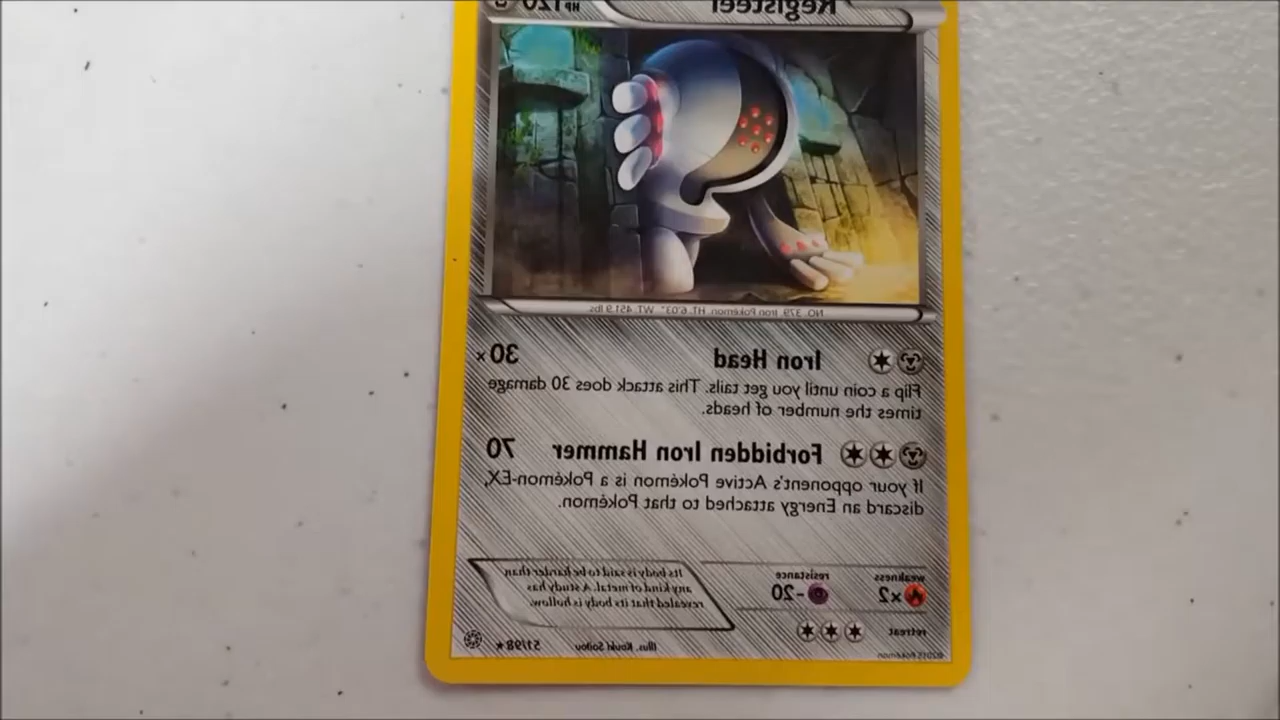 Registeel HP120
NO. 379 Iron Pokémon HT: 6'03" WT: 451.9 lbs.
Iron Head 30×
Flip a coin until you get tails. This attack does 30 damage
times the number of heads.
Forbidden Iron Hammer 70
If your opponent's Active Pokémon is a Pokémon-EX,
discard an Energy attached to that Pokémon.
weakness resistance
×2 -20
retreat
Its body is said to be harder than
any kind of metal. A study has
revealed that its body is hollow.
©2015 Pokémon Illus. Kouki Saitou 51/98 ★